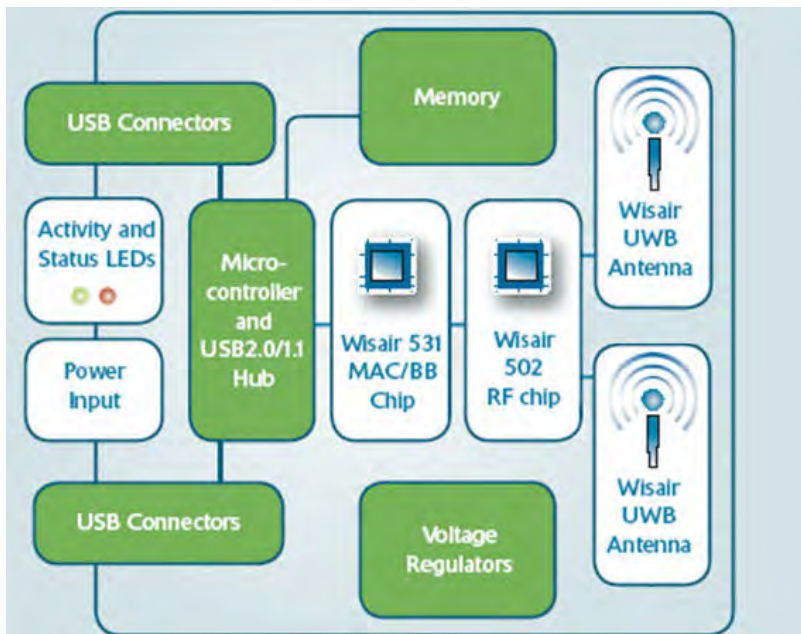 USB Connectors
Memory
Activity and
Status LEDs
Power
Input
Micro-
controller
and
USB2.0/1.1
Hub
Wisair 531
MAC/BB
Chip
Wisair
502
RF chip
Wisair
UWB
Antenna
Wisair
UWB
Antenna
USB Connectors
Voltage
Regulators